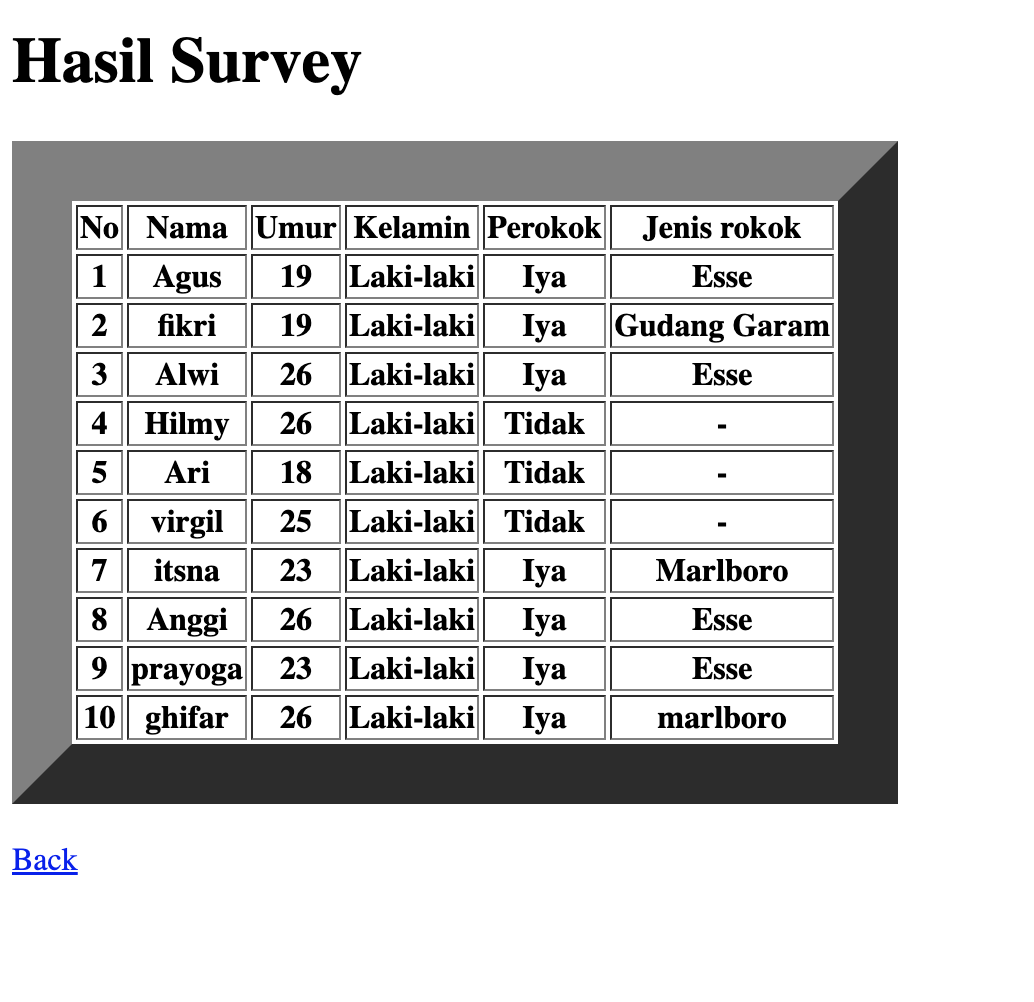 Hasil Survey
No Nama Umur Kelamin Perokok Jenis rokok
1 Agus 19 Laki-laki Iya Esse
2 fikri 19 Laki-laki Iya Gudang Garam
3 Alwi 26 Laki-laki Iya Esse
4 Hilmy 26 Laki-laki Tidak -
5 Ari 18 Laki-laki Tidak -
6 virgil 25 Laki-laki Tidak -
7 itsna 23 Laki-laki Iya Marlboro
8 Anggi 26 Laki-laki Iya Esse
9 prayoga 23 Laki-laki Iya Esse
10 ghifar 26 Laki-laki Iya marlboro
Back